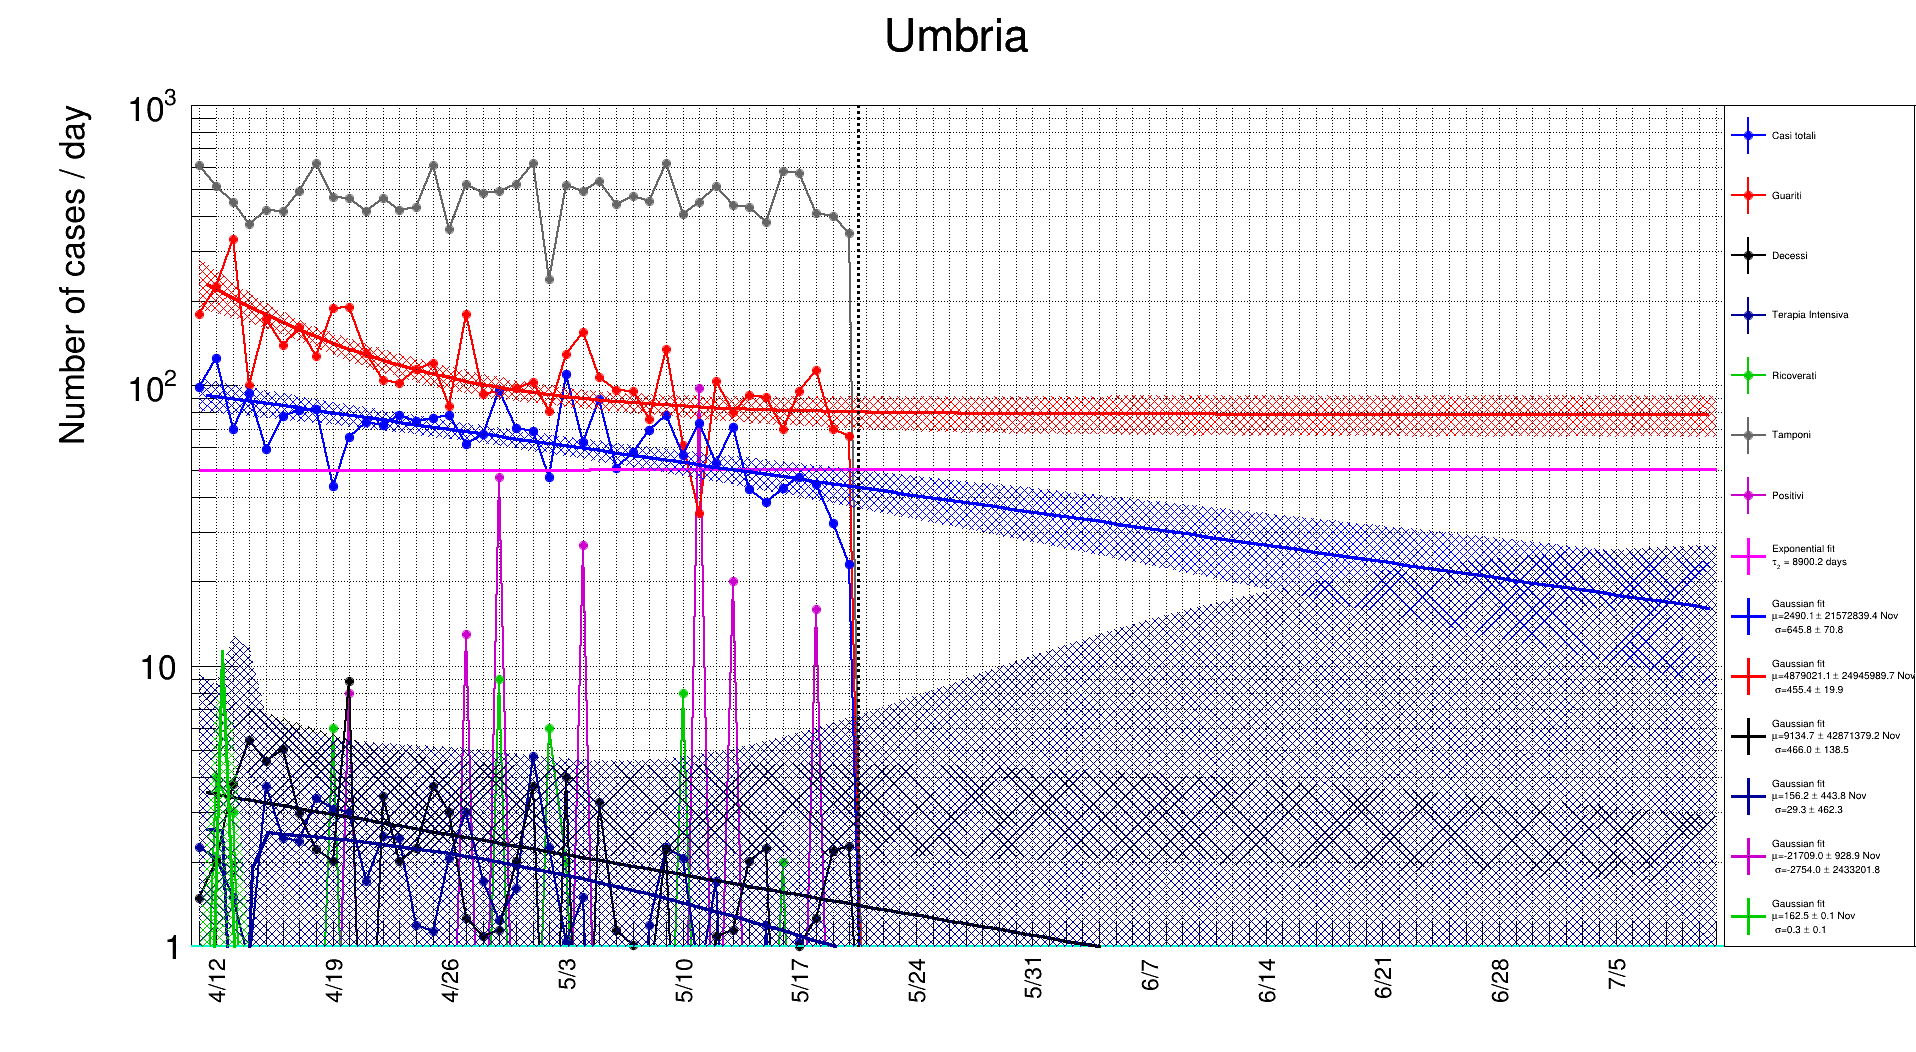 Umbria
Number of cases / day
10³
10²
10
1
4/12
4/19
4/26
5/3
5/10
5/17
5/24
5/31
6/7
6/14
6/21
6/28
7/5
Casi totali
Guariti
Decessi
Terapia Intensiva
Ricoverati
Tamponi
Positivi
Exponential fit
τ₂ = 8900.2 days
Gaussian fit
μ=2490.1 ± 21572839.4 Nov
σ=645.8 ± 70.8
Gaussian fit
μ=4879021.1 ± 24945989.7 Nov
σ=455.4 ± 19.9
Gaussian fit
μ=9134.7 ± 42871379.2 Nov
σ=466.0 ± 138.5
Gaussian fit
μ=156.2 ± 443.8 Nov
σ=29.3 ± 462.3
Gaussian fit
μ=-21709.0 ± 928.9 Nov
σ=-2754.0 ± 2433201.8
Gaussian fit
μ=162.5 ± 0.1 Nov
σ=0.3 ± 0.1